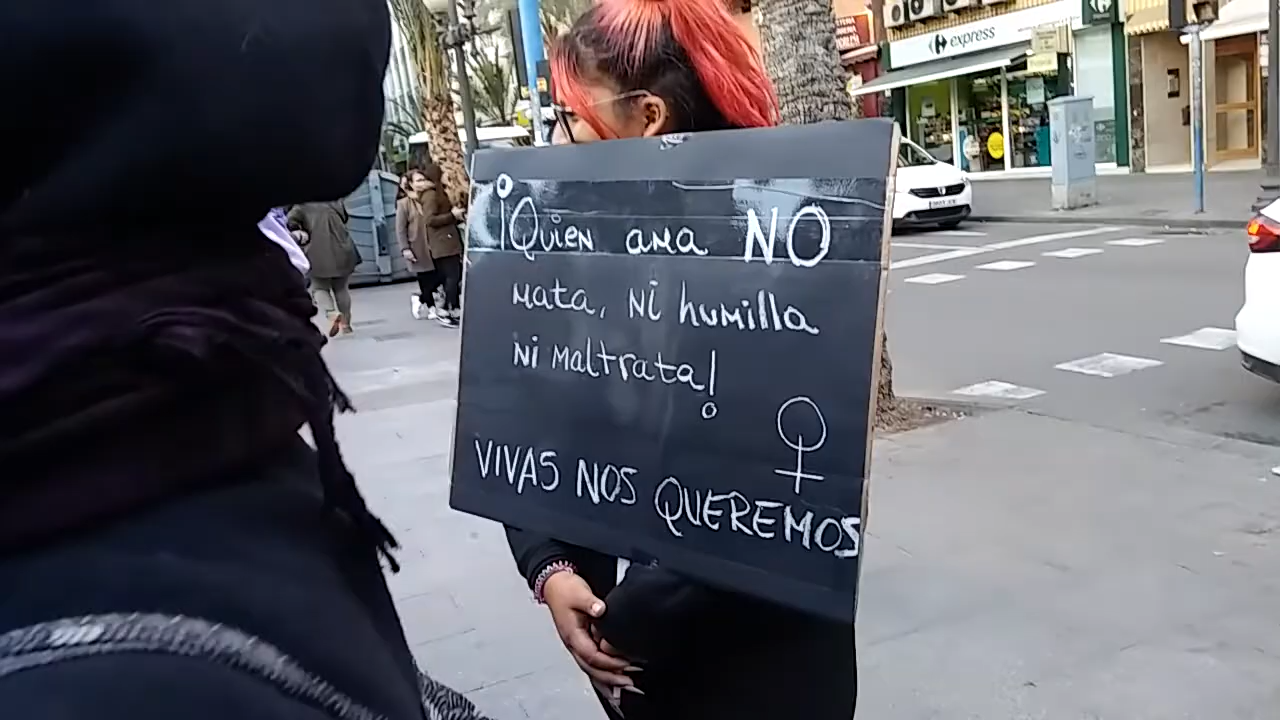 express
¡Quien ama NO
mata, ni humilla
ni maltrata!
VIVAS NOS QUEREMOS